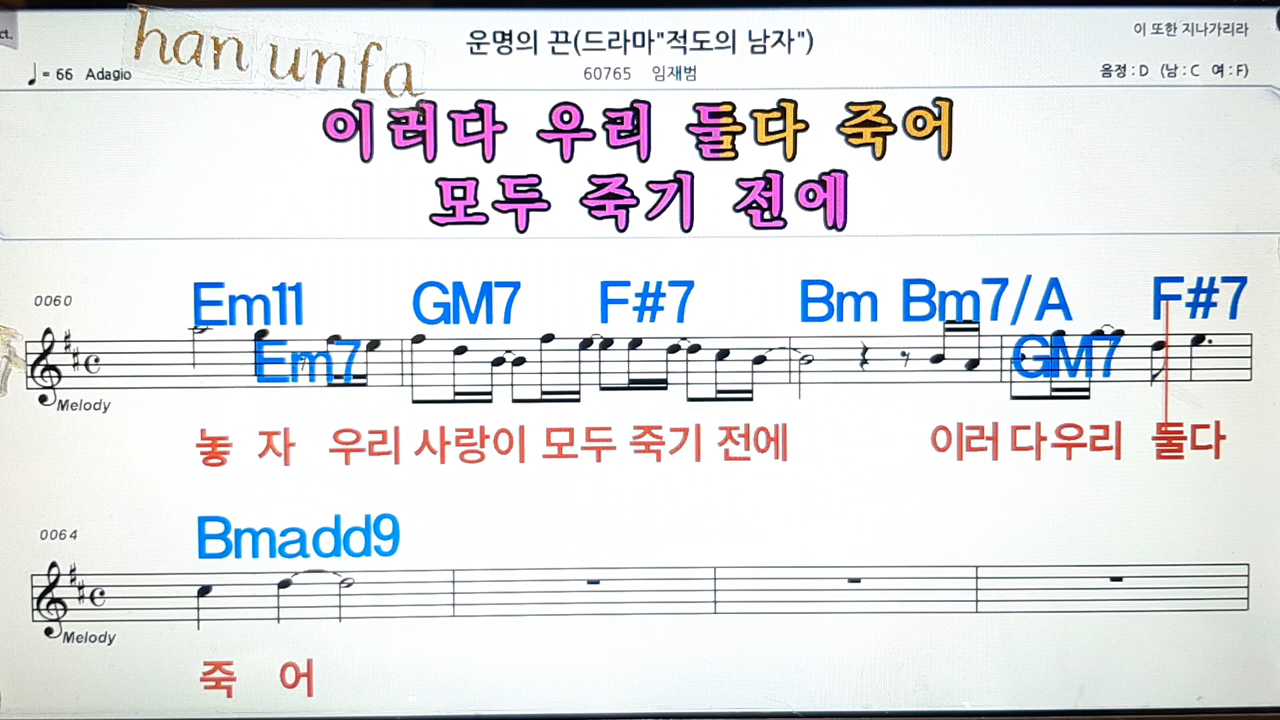 ct.
han unfa
운명의 끈(드라마"적도의 남자")
이 또한 지나가리라
♩= 66 Adagio
60765 임재범
음정 : D (남 : C 여 : F)
이러다 우리 둘다 죽어
모두 죽기 전에
0060
Em11 GM7 F#7 Bm Bm7/A F#7
Em7 GM7
Melody
놓 자 우리 사랑이 모두 죽기 전에 이러 다우리 둘다
0064
Bmadd9
Melody
죽 어